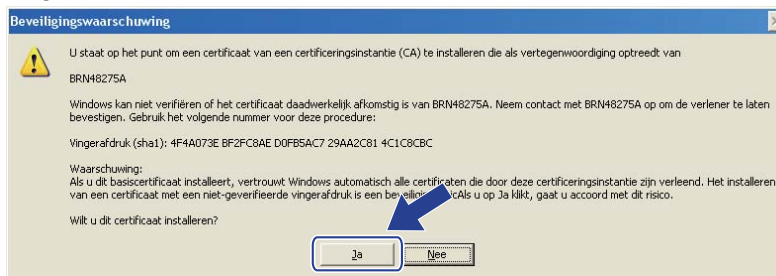 Beveiligingswaarschuwing
U staat op het punt om een certificaat van een certificeringsinstantie (CA) te installeren die als vertegenwoordiging optreedt van
BRN48275A
Windows kan niet verifiëren of het certificaat daadwerkelijk afkomstig is van BRN48275A. Neem contact met BRN48275A op om de verlener te laten
bevestigen. Gebruik het volgende nummer voor deze procedure:
Vingerafdruk (sha1): 4F4A073E BF2FC8AE D0FB5AC7 29AA2C81 4C1C8CBC
Waarschuwing:
Als u dit basiscertificaat installeert, vertrouwt Windows automatisch alle certificaten die door deze certificeringsinstantie zijn verleend. Het installeren
van een certificaat met een niet-geverifieerde vingerafdruk is een u op Ja klikt, gaat u accoord met dit risico.
Wilt u dit certificaat installeren?
Ja Nee